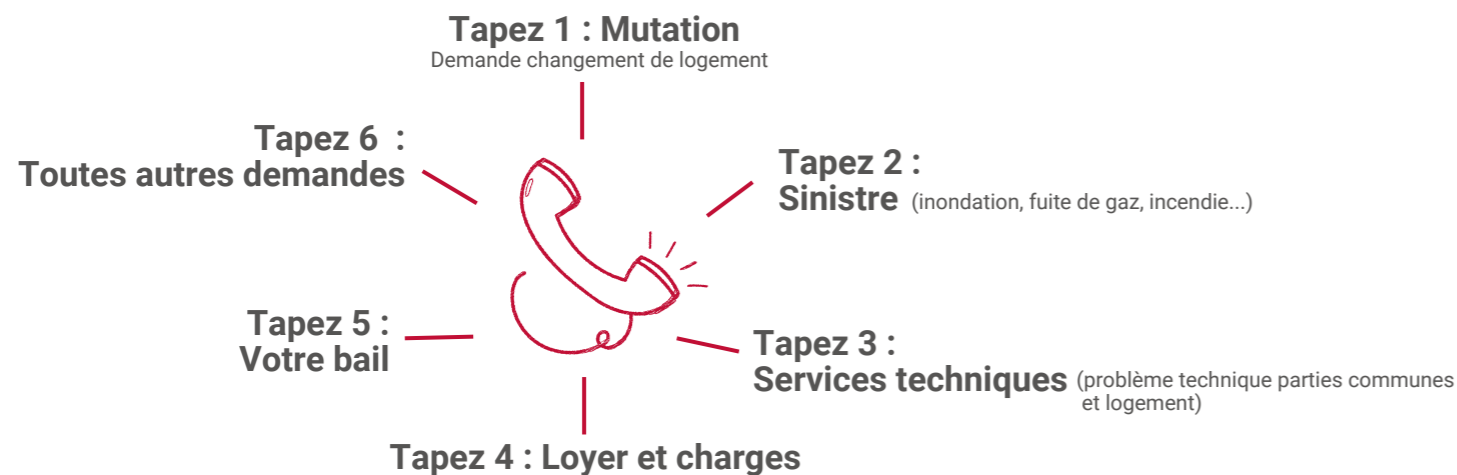 Tapez 1 : Mutation
Demande changement de logement
Tapez 2 :
Sinistre (inondation, fuite de gaz, incendie...)
Tapez 3 :
Services techniques (problème technique parties communes
et logement)
Tapez 4 : Loyer et charges
Tapez 5 :
Votre bail
Tapez 6 :
Toutes autres demandes